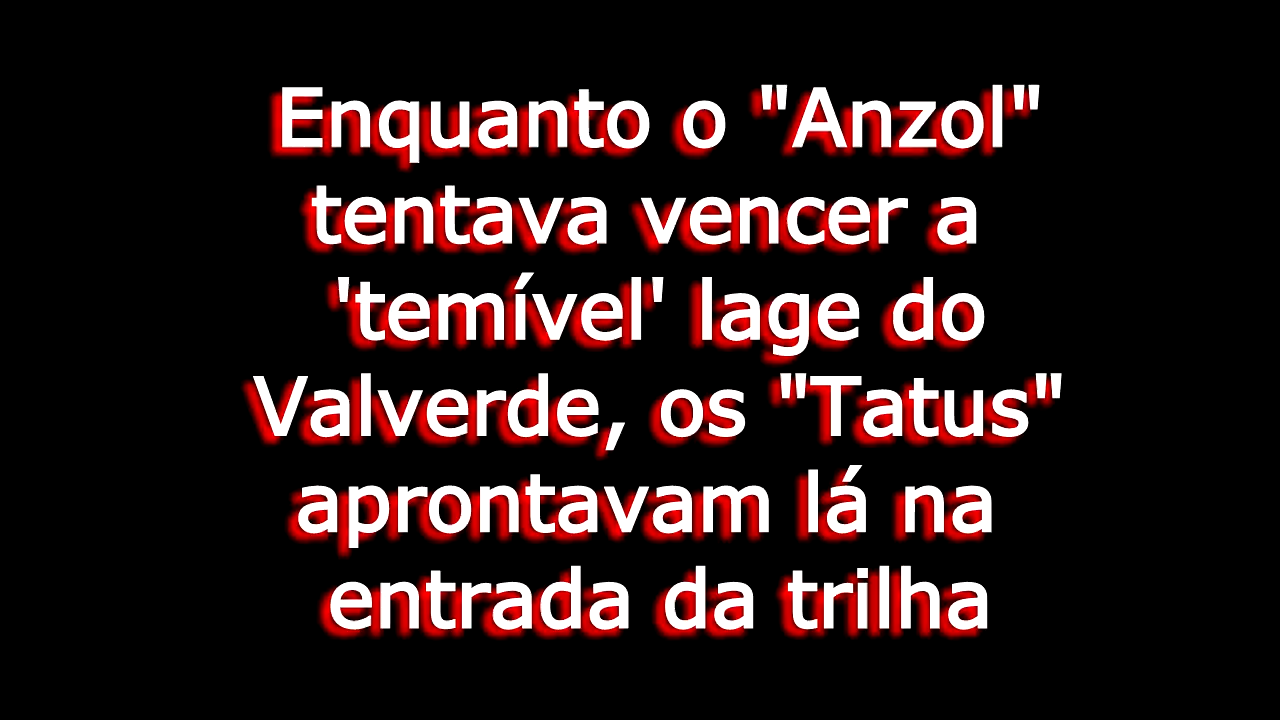 Enquanto o "Anzol"
tentava vencer a
'temível' lage do
Valverde, os "Tatus"
aprontavam lá na
entrada da trilha